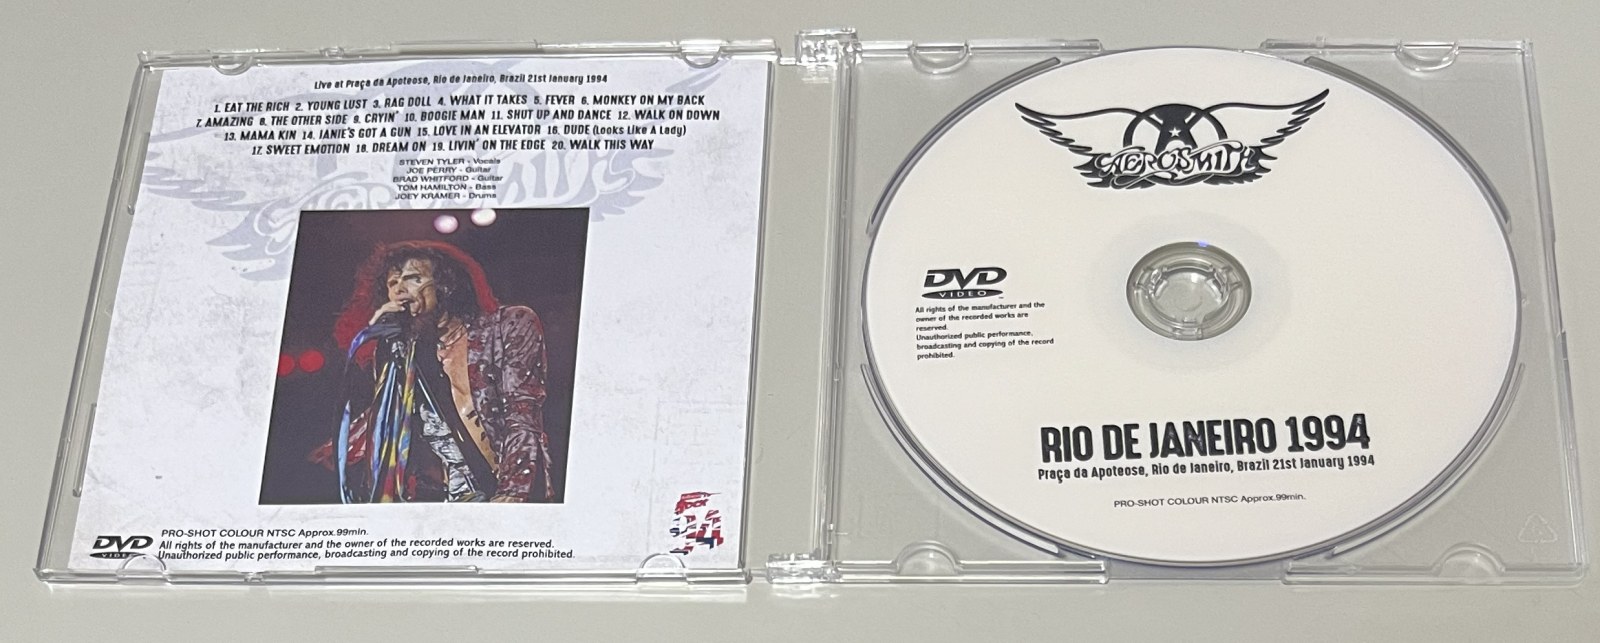 Live at Praça da Apoteose, Rio de Janeiro, Brazil 21st January 1994
1. EAT THE RICH 2. YOUNG LUST 3. RAG DOLL 4. WHAT IT TAKES 5. FEVER 6. MONKEY ON MY BACK
7. AMAZING 8. THE OTHER SIDE 9. CRYIN' 10. BOOGIE MAN 11. SHUT UP AND DANCE 12. WALK ON DOWN
13. MAMA KIN 14. JANIE'S GOT A GUN 15. LOVE IN AN ELEVATOR 16. DUDE (Looks Like A Lady)
17. SWEET EMOTION 18. DREAM ON 19. LIVIN' ON THE EDGE 20. WALK THIS WAY
STEVEN TYLER - Vocals
JOE PERRY - Guitar
BRAD WHITFORD - Guitar
TOM HAMILTON - Bass
JOEY KRAMER - Drums
PRO-SHOT COLOUR NTSC Approx.99min.
DVD
VIDEO
All rights of the manufacturer and the owner of the recorded works are reserved.
Unauthorized public performance, broadcasting and copying of the record prohibited.
94
AEROSMITH
DVD
VIDEO
All rights of the manufacturer and the
owner of the recorded works are
reserved.
Unauthorized public performance,
broadcasting and copying of the record
prohibited.
RIO DE JANEIRO 1994
Praça da Apoteose, Rio de Janeiro, Brazil 21st January 1994
PRO-SHOT COLOUR NTSC Approx.99min.